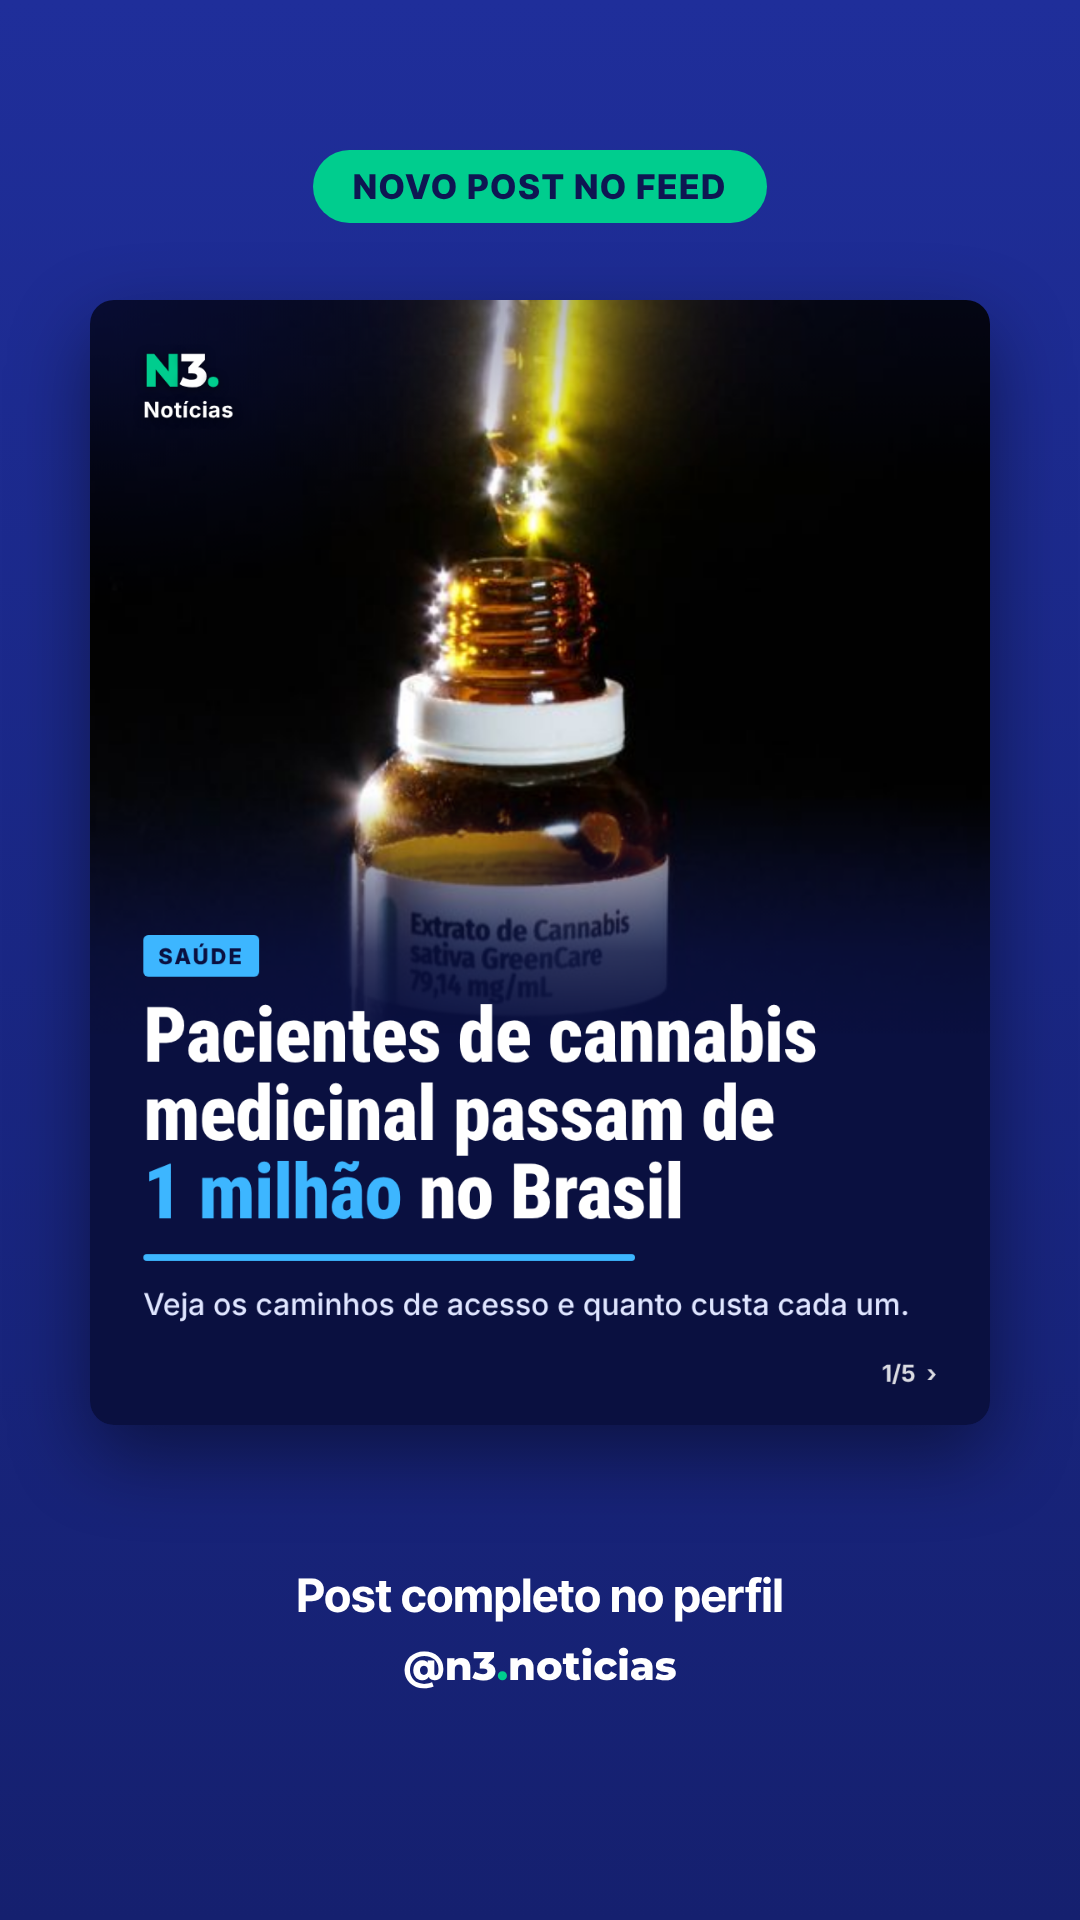 NOVO POST NO FEED
N3.
Notícias
Extrato de Cannabis
sativa GreenCare
79,14 mg/mL
SAÚDE
Pacientes de cannabis
medicinal passam de
1 milhão no Brasil
Veja os caminhos de acesso e quanto custa cada um.
1/5 ›
Post completo no perfil
@n3.noticias